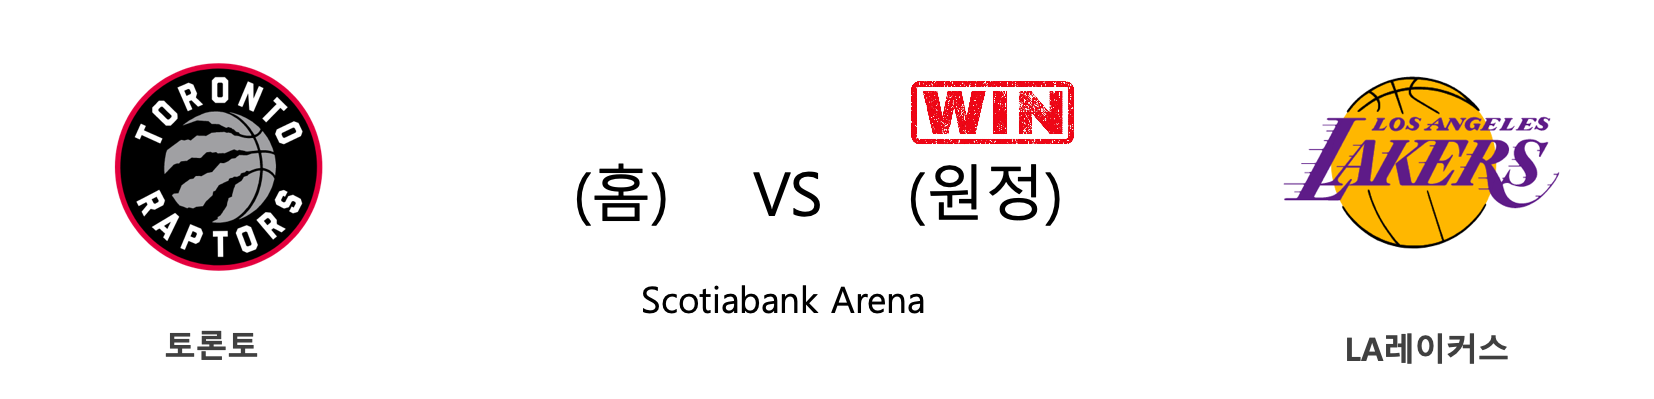 TORONTO
RAPTORS
WIN
(홈) VS (원정)
LOS ANGELES
LAKERS
Scotiabank Arena
토론토
LA레이커스